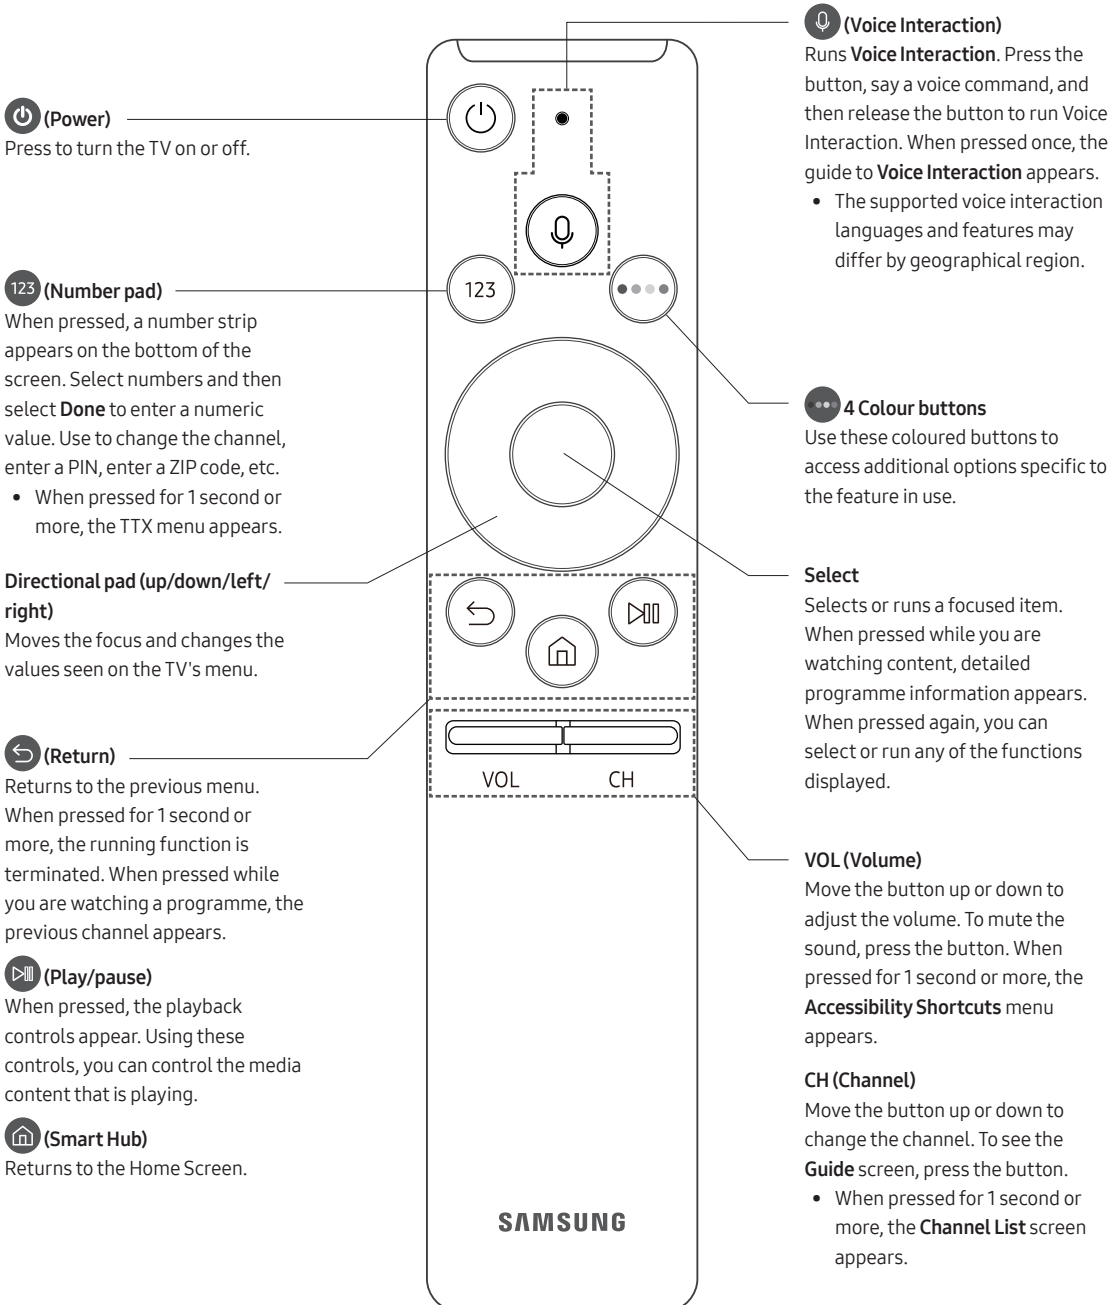 (Power)
Press to turn the TV on or off.
123 (Number pad)
When pressed, a number strip
appears on the bottom of the
screen. Select numbers and then
select Done to enter a numeric
value. Use to change the channel,
enter a PIN, enter a ZIP code, etc.
• When pressed for 1 second or
more, the TTX menu appears.
Directional pad (up/down/left/
right)
Moves the focus and changes the
values seen on the TV's menu.
(Return)
Returns to the previous menu.
When pressed for 1 second or
more, the running function is
terminated. When pressed while
you are watching a programme, the
previous channel appears.
(Play/pause)
When pressed, the playback
controls appear. Using these
controls, you can control the media
content that is playing.
(Smart Hub)
Returns to the Home Screen.
123
VOL
CH
SAMSUNG
(Voice Interaction)
Runs Voice Interaction. Press the
button, say a voice command, and
then release the button to run Voice
Interaction. When pressed once, the
guide to Voice Interaction appears.
• The supported voice interaction
languages and features may
differ by geographical region.
4 Colour buttons
Use these coloured buttons to
access additional options specific to
the feature in use.
Select
Selects or runs a focused item.
When pressed while you are
watching content, detailed
programme information appears.
When pressed again, you can
select or run any of the functions
displayed.
VOL (Volume)
Move the button up or down to
adjust the volume. To mute the
sound, press the button. When
pressed for 1 second or more, the
Accessibility Shortcuts menu
appears.
CH (Channel)
Move the button up or down to
change the channel. To see the
Guide screen, press the button.
• When pressed for 1 second or
more, the Channel List screen
appears.